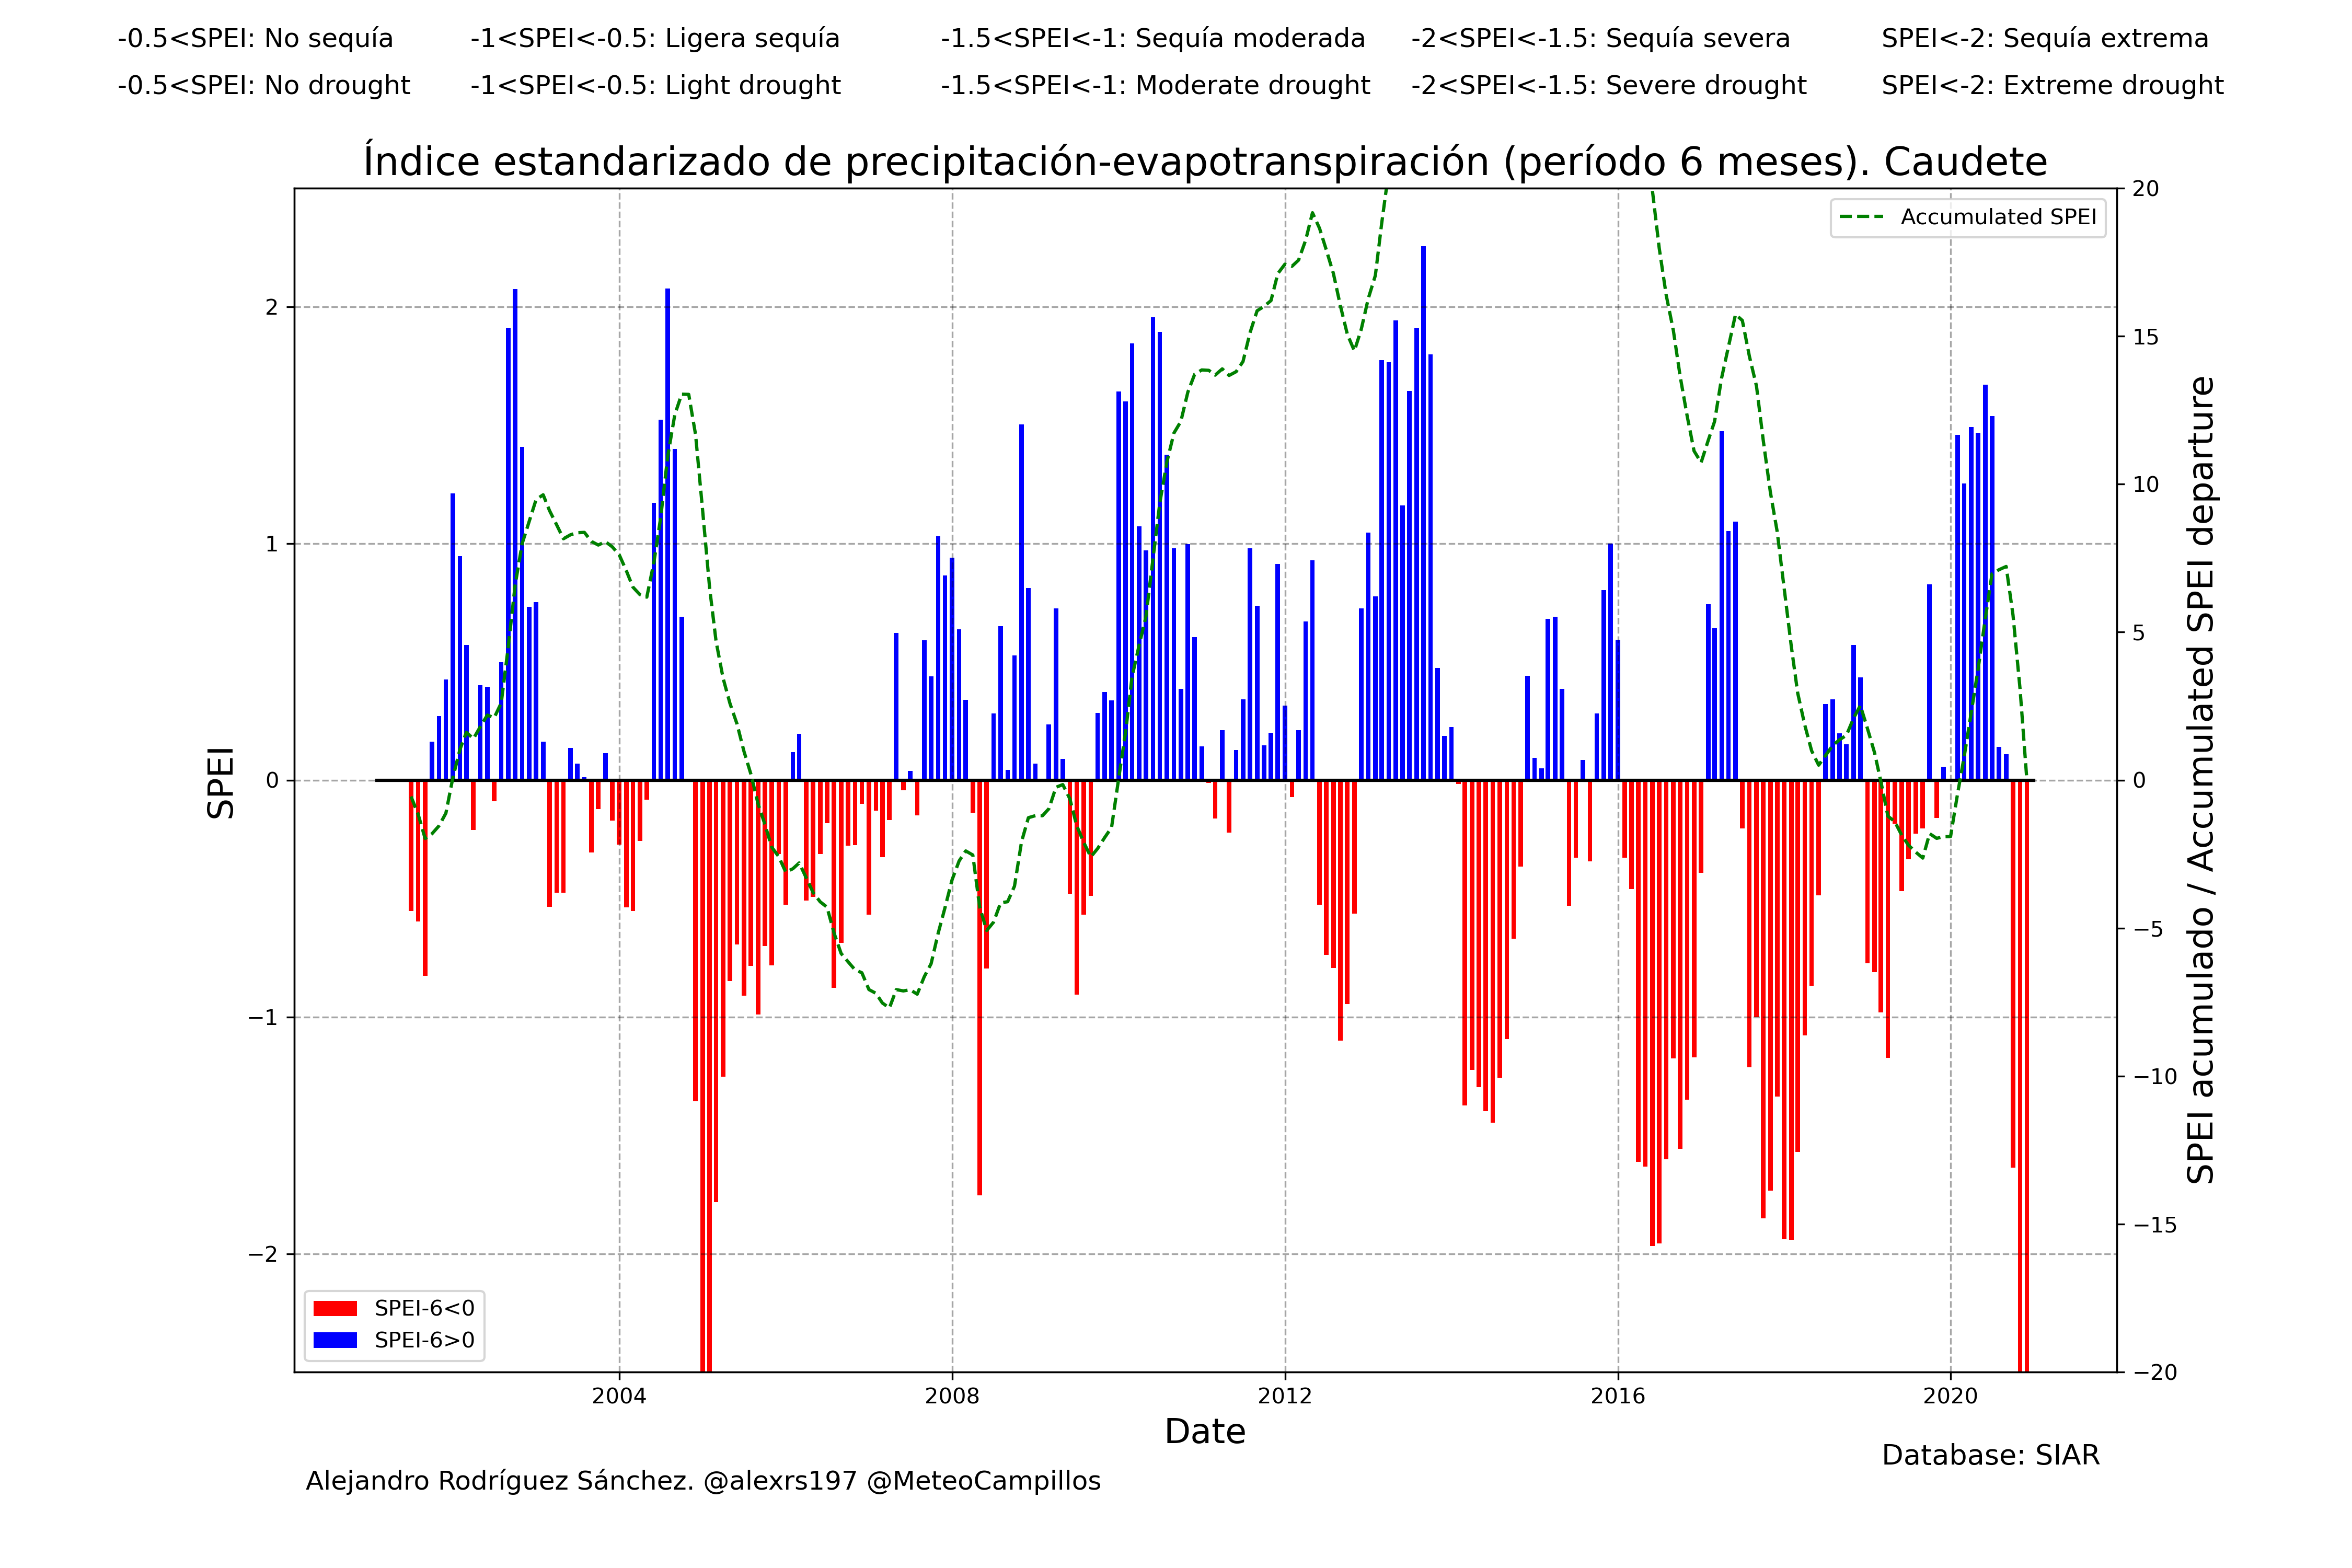 -0.5<SPEI: No sequía -1<SPEI<-0.5: Ligera sequía -1.5<SPEI<-1: Sequía moderada -2<SPEI<-1.5: Sequía severa SPEI<-2: Sequía extrema
-0.5<SPEI: No drought -1<SPEI<-0.5: Light drought -1.5<SPEI<-1: Moderate drought -2<SPEI<-1.5: Severe drought SPEI<-2: Extreme drought
Índice estandarizado de precipitación-evapotranspiración (período 6 meses). Caudete
Accumulated SPEI
SPEI
2
1
0
−1
−2
20
15
10
5
0
−5
−10
−15
−20
SPEI acumulado / Accumulated SPEI departure
SPEI-6<0
SPEI-6>0
2004 2008 2012 2016 2020
Date
Database: SIAR
Alejandro Rodríguez Sánchez. @alexrs197 @MeteoCampillos